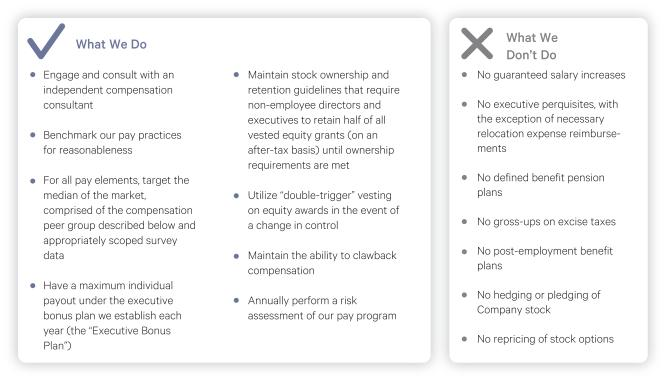 What We Do
Engage and consult with an
independent compensation
consultant
Benchmark our pay practices
for reasonableness
For all pay elements, target the
median of the market,
comprised of the compensation
peer group described below and
appropriately scoped survey
data
Have a maximum individual
payout under the executive
bonus plan we establish each
year (the “Executive Bonus
Plan”)
Maintain stock ownership and
retention guidelines that require
non-employee directors and
executives to retain half of all
vested equity grants (on an
after-tax basis) until ownership
requirements are met
Utilize “double-trigger” vesting
on equity awards in the event of
a change in control
Maintain the ability to clawback
compensation
Annually perform a risk
assessment of our pay program
What We
Don’t Do
No guaranteed salary increases
No executive perquisites, with
the exception of necessary
relocation expense reimburse-
ments
No defined benefit pension
plans
No gross-ups on excise taxes
No post-employment benefit
plans
No hedging or pledging of
Company stock
No repricing of stock options